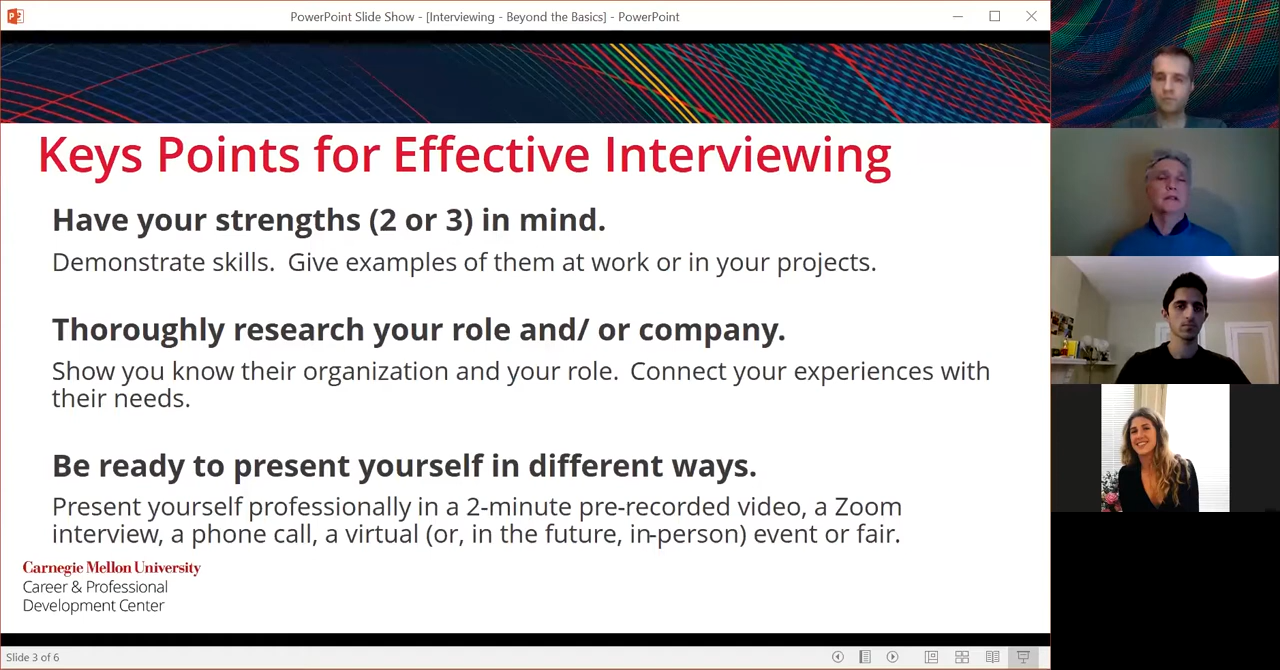 PowerPoint Slide Show - [Interviewing - Beyond the Basics] - PowerPoint
Keys Points for Effective Interviewing
Have your strengths (2 or 3) in mind.
Demonstrate skills. Give examples of them at work or in your projects.
Thoroughly research your role and/ or company.
Show you know their organization and your role. Connect your experiences with
their needs.
Be ready to present yourself in different ways.
Present yourself professionally in a 2-minute pre-recorded video, a Zoom
interview, a phone call, a virtual (or, in the future, in-person) event or fair.
Carnegie Mellon University
Career & Professional
Development Center
Slide 3 of 6